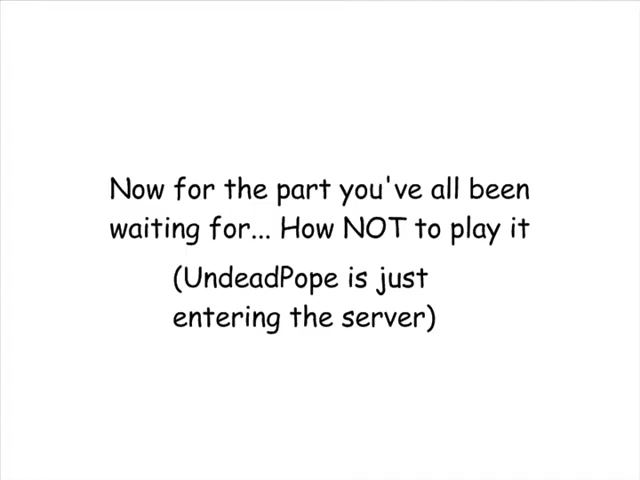 Now for the part you've all been
waiting for... How NOT to play it
(UndeadPope is just
entering the server)